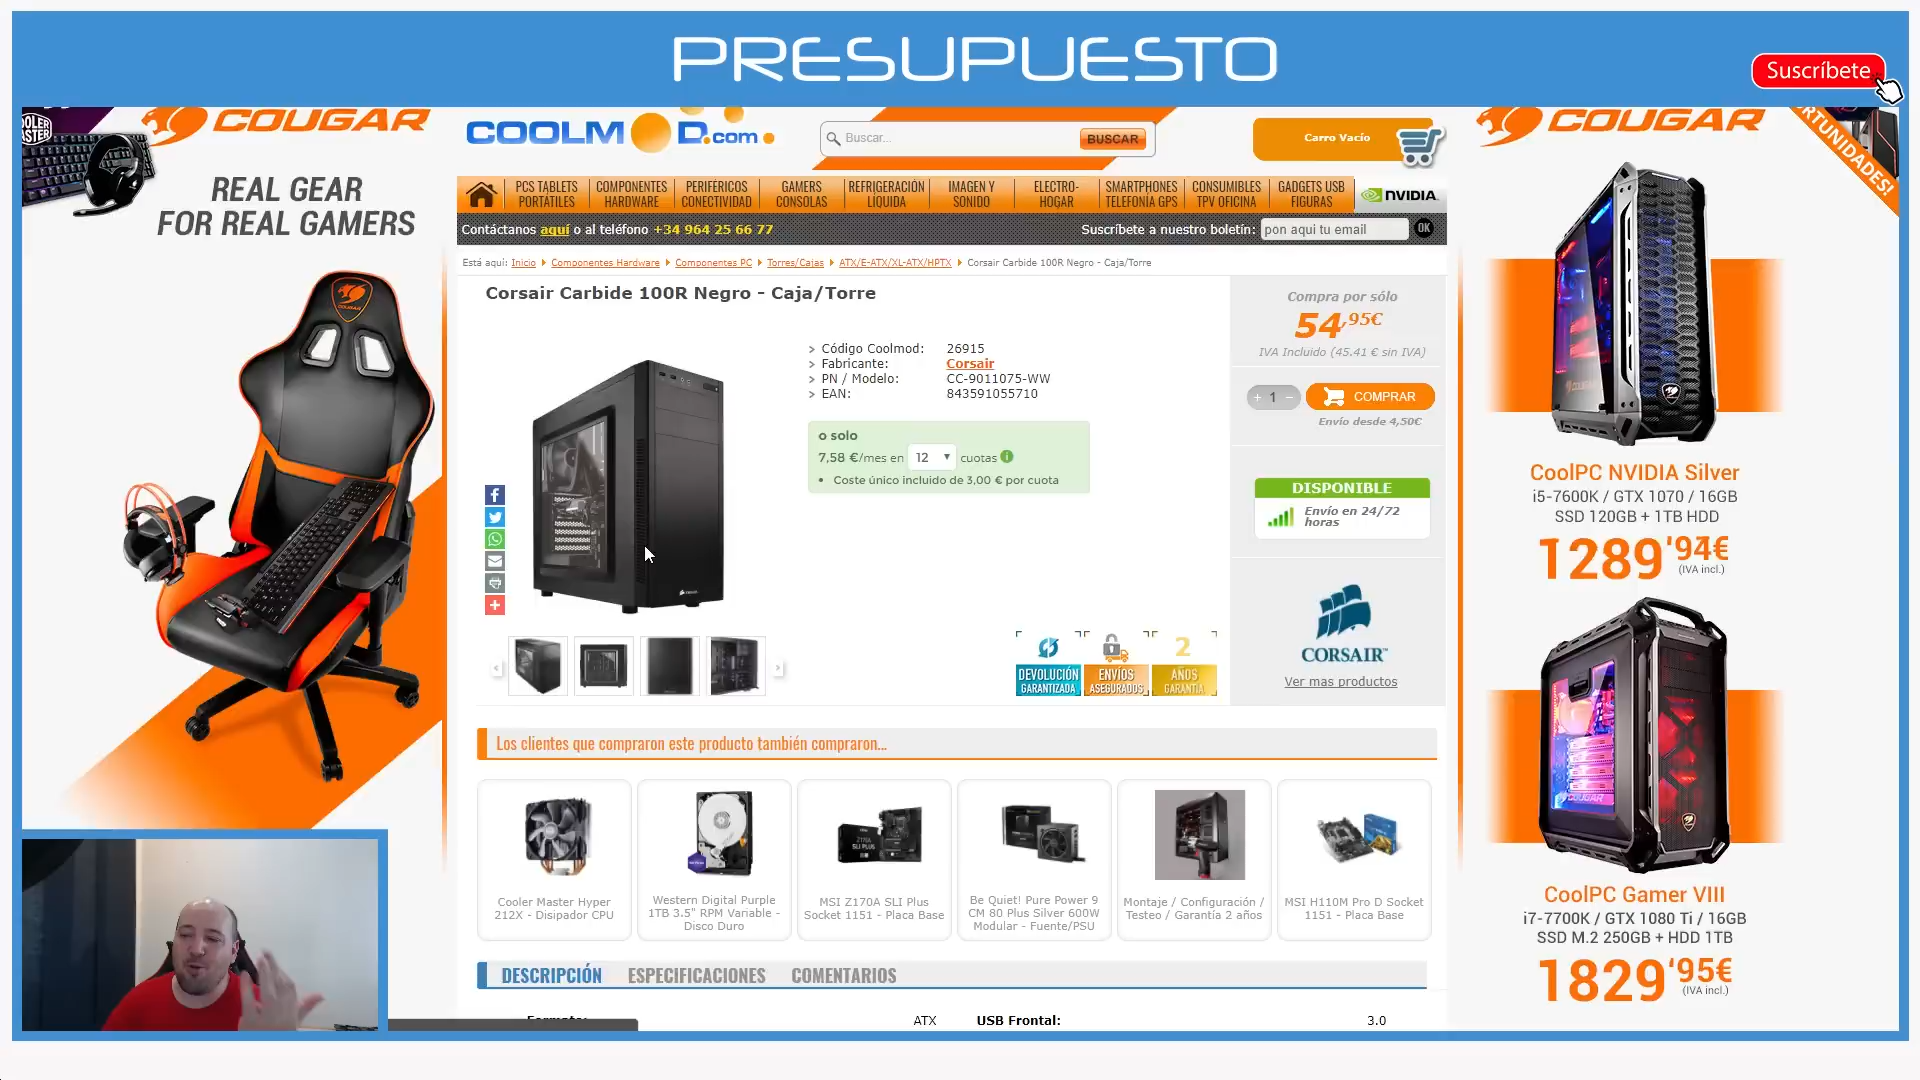 PRESUPUESTO
Suscríbete
COOLER
MASTER
COUGAR
REAL GEAR
FOR REAL GAMERS
COOLMOD.com
Buscar...
BUSCAR
Carro Vacío
COUGAR
ORTUNIDADES!
PCS TABLETS
PORTÁTILES
COMPONENTES
HARDWARE
PERIFÉRICOS
CONECTIVIDAD
GAMERS
CONSOLAS
REFRIGERACIÓN
LÍQUIDA
IMAGEN Y
SONIDO
ELECTRO-
HOGAR
SMARTPHONES
TELEFONÍA GPS
CONSUMIBLES
TPV OFICINA
GADGETS USB
FIGURAS
NVIDIA.
Contáctanos aquí o al teléfono +34 964 25 66 77
Suscríbete a nuestro boletín:
pon aqui tu email
OK
Está aquí: Inicio Componentes Hardware Componentes PC Torres/Cajas ATX/E-ATX/XL-ATX/HPTX Corsair Carbide 100R Negro - Caja/Torre
Corsair Carbide 100R Negro - Caja/Torre
Código Coolmod: 26915
Fabricante: Corsair
PN / Modelo: CC-9011075-WW
EAN: 843591055710
o solo
7,58 €/mes en 12 cuotas
Coste único incluido de 3,00 € por cuota
Compra por sólo
54,95€
IVA Incluido (45.41 € sin IVA)
+ 1 -
COMPRAR
Envío desde 4,50€
DISPONIBLE
Envío en 24/72
horas
CORSAIR
Ver mas productos
DEVOLUCIÓN
GARANTIZADA
ENVÍOS
ASEGURADOS
2
AÑOS
GARANTÍA
Los clientes que compraron este producto también compraron...
Cooler Master Hyper
212X - Disipador CPU
Western Digital Purple
1TB 3.5" RPM Variable -
Disco Duro
MSI Z170A SLI Plus
Socket 1151 - Placa Base
Be Quiet! Pure Power 9
CM 80 Plus Silver 600W
Modular - Fuente/PSU
Montaje / Configuración /
Testeo / Garantía 2 años
MSI H110M Pro D Socket
1151 - Placa Base
DESCRIPCIÓN
ESPECIFICACIONES
COMENTARIOS
Formato:
ATX
USB Frontal:
3.0
CoolPC NVIDIA Silver
i5-7600K / GTX 1070 / 16GB
SSD 120GB + 1TB HDD
1289'94€
(IVA incl.)
CoolPC Gamer VIII
i7-7700K / GTX 1080 Ti / 16GB
SSD M.2 250GB + HDD 1TB
1829'95€
(IVA incl.)